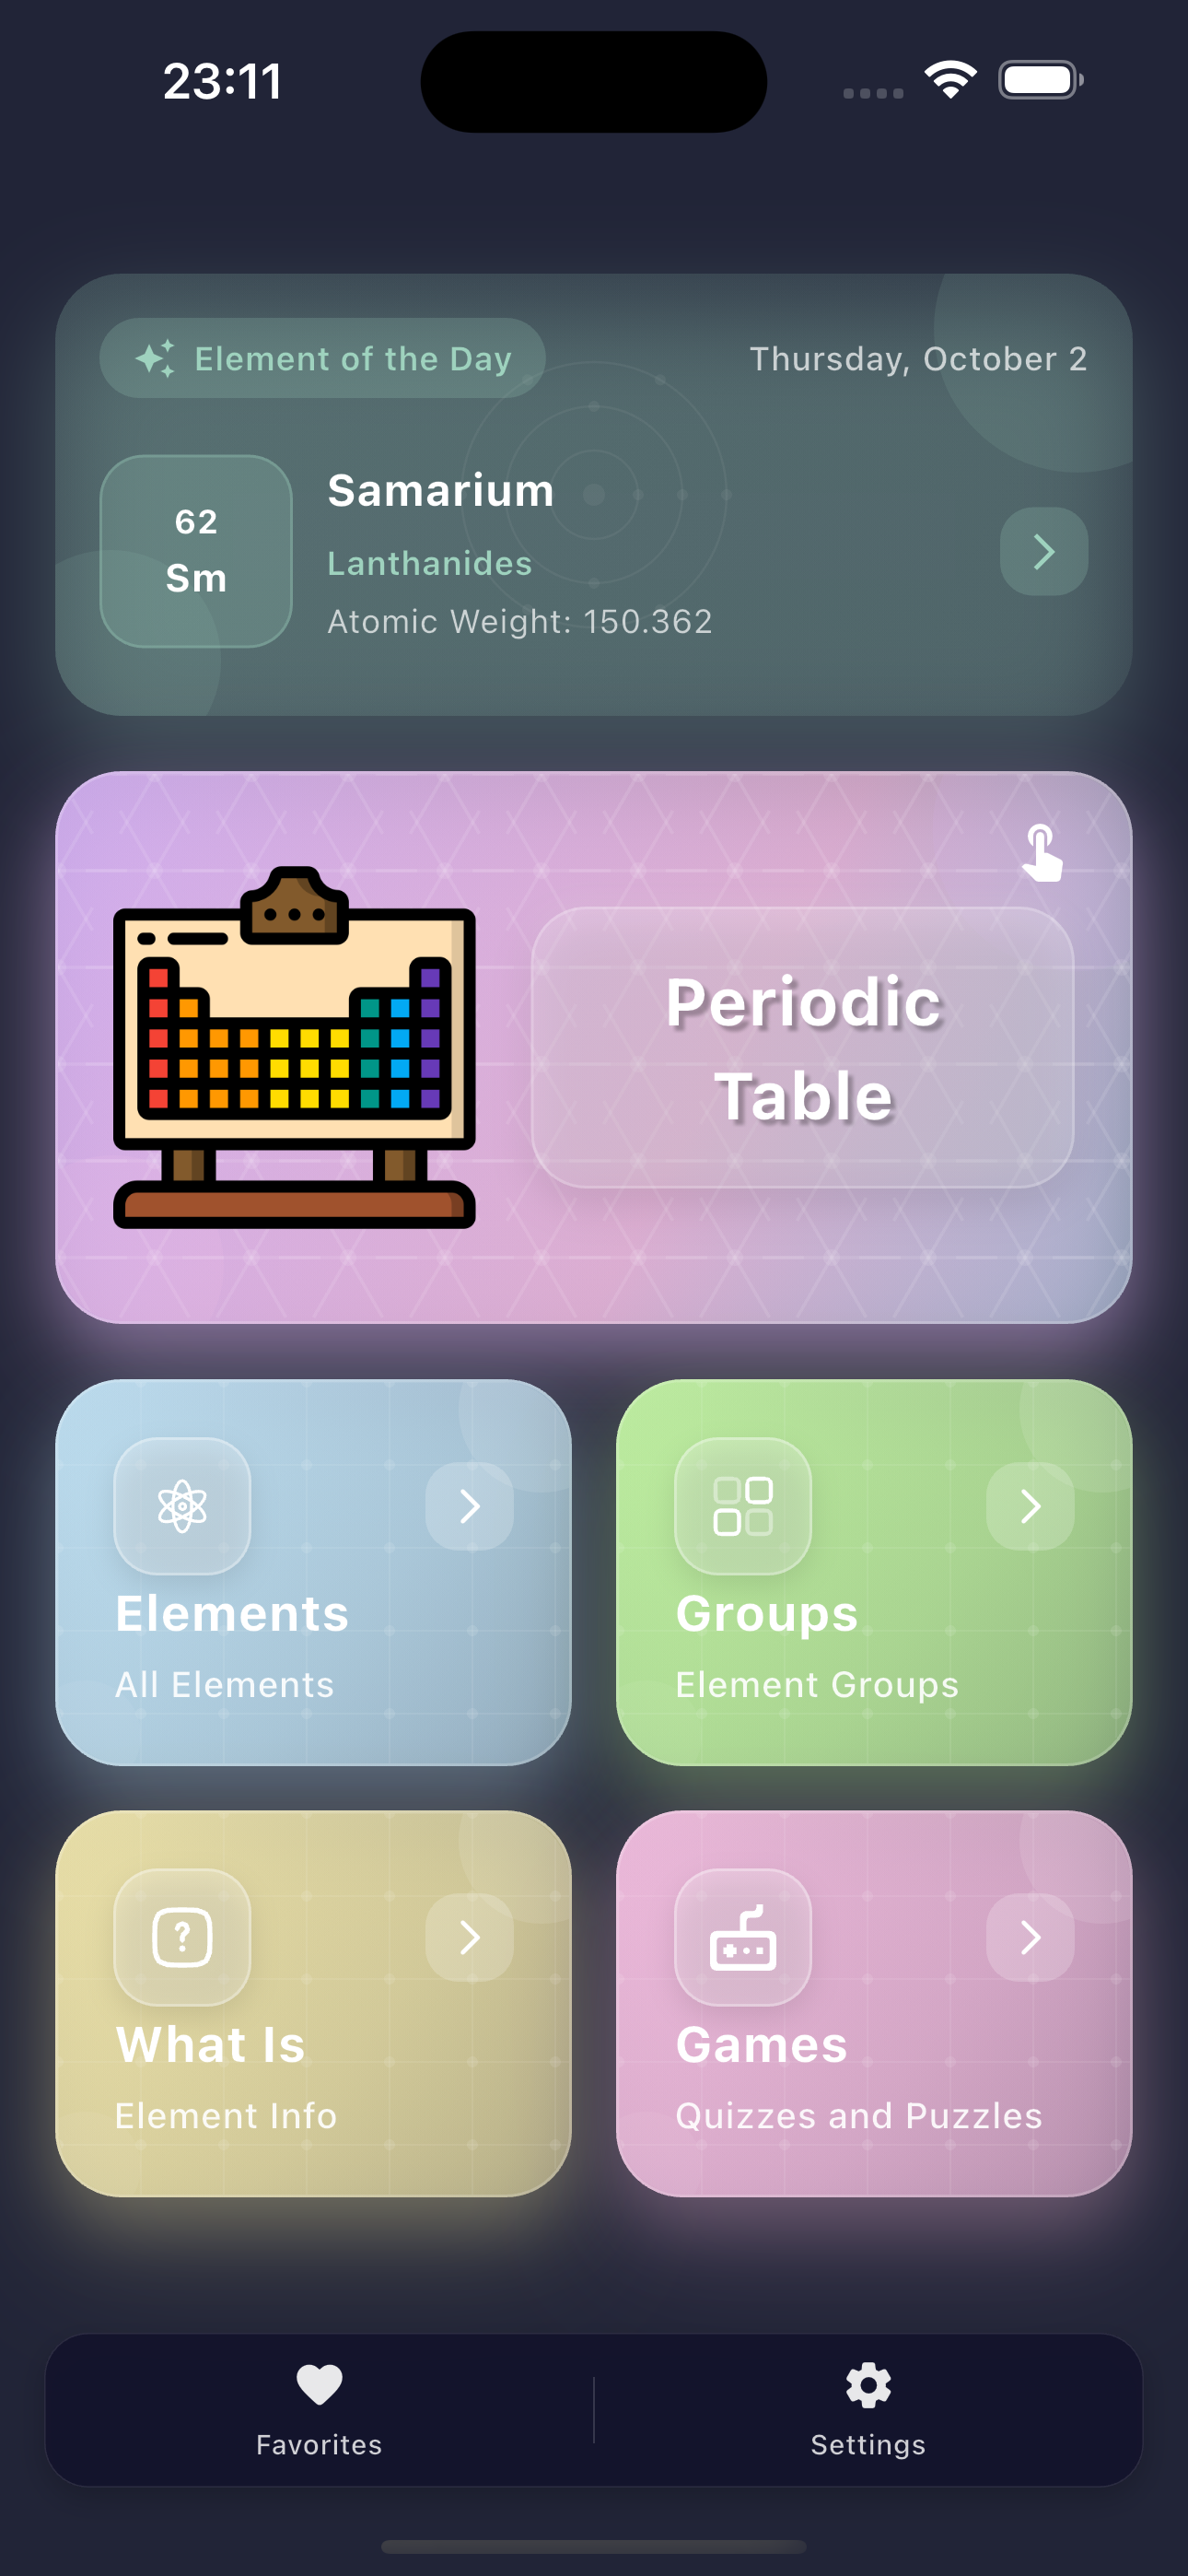 23:11
Element of the Day
Thursday, October 2
62
Sm
Samarium
Lanthanides
Atomic Weight: 150.362
Periodic
Table
Elements
All Elements
Groups
Element Groups
What Is
Element Info
Games
Quizzes and Puzzles
Favorites
Settings